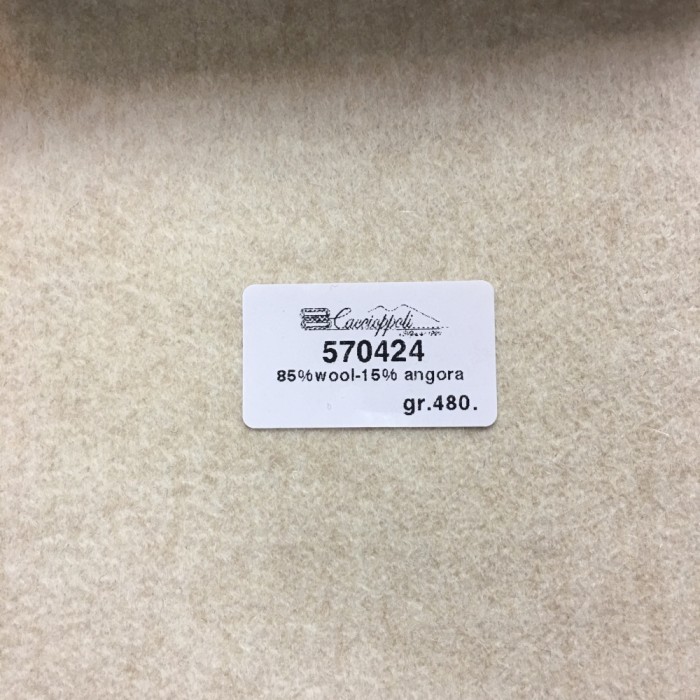 Caccioppoli
570424
85%wool-15% angora
gr.480.